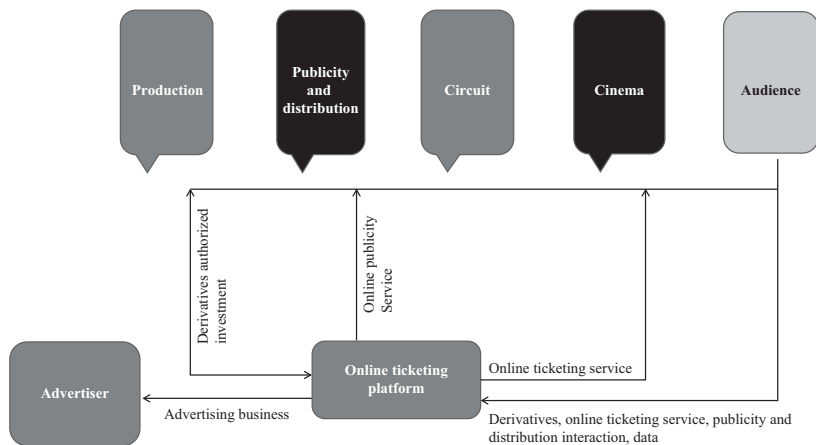 Production
Publicity
and
distribution
Circuit
Cinema
Audience
Derivatives authorized
investment
Online publicity
Service
Advertiser
Advertising business
Online ticketing
platform
Online ticketing service
Derivatives, online ticketing service, publicity and
distribution interaction, data